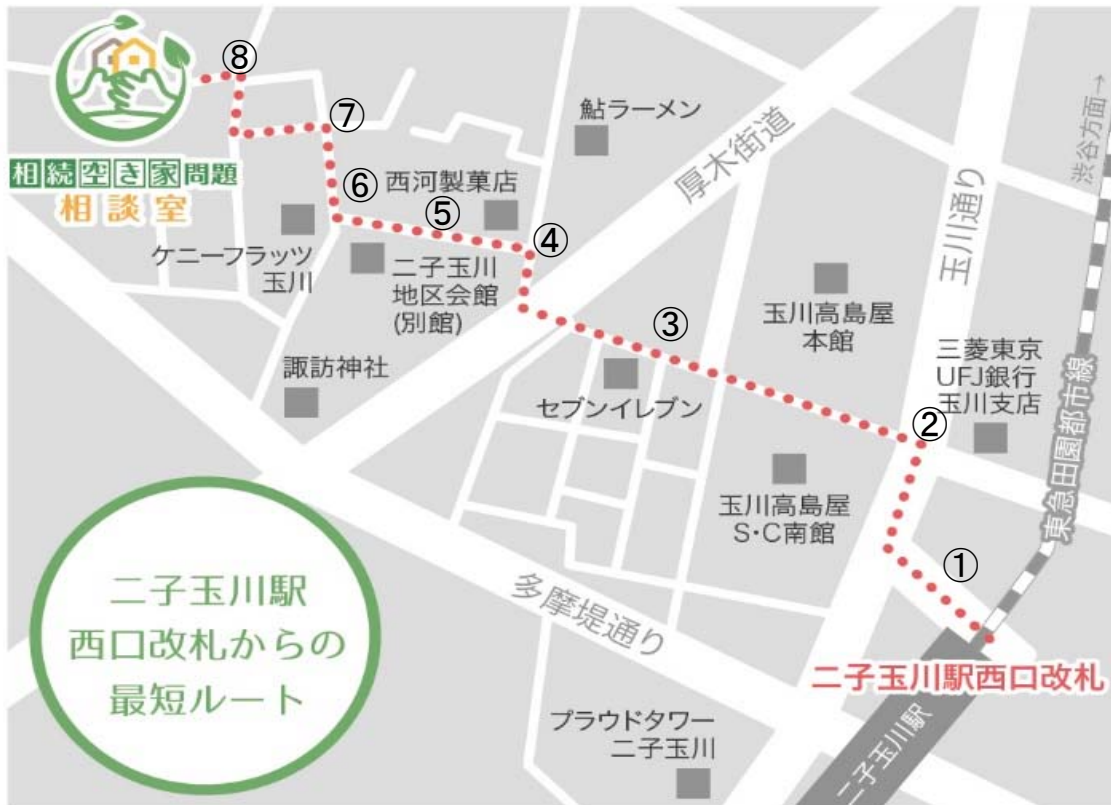 ⑧
相続空き家問題
相談室
⑦
鮎ラーメン
厚木街道
渋谷方面→
⑥
西河製菓店
⑤
④
玉川通り
ケニーフラッツ
玉川
二子玉川
地区会館
(別館)
③
玉川高島屋
本館
三菱東京
UFJ銀行
玉川支店
諏訪神社
セブンイレブン
②
東急田園都市線
玉川高島屋
S・C南館
①
二子玉川駅
西口改札からの
最短ルート
多摩堤通り
二子玉川駅西口改札
プラウドタワー
二子玉川
二子玉川駅